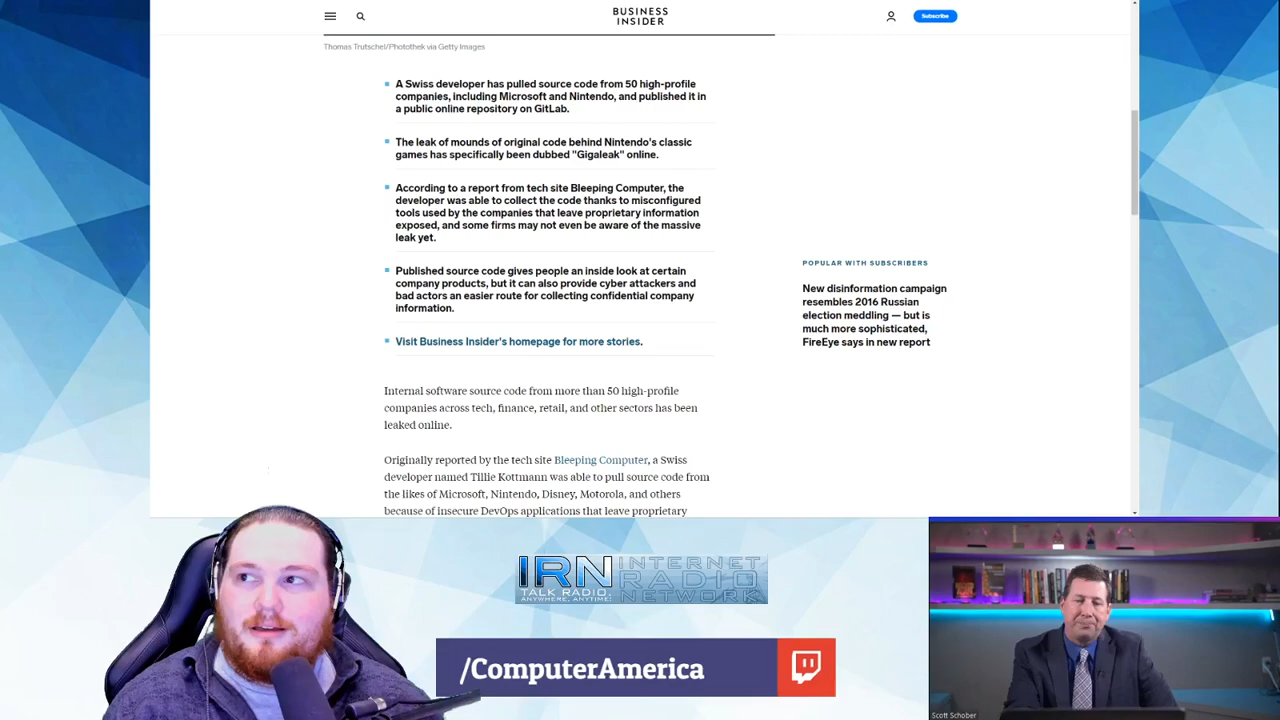 BUSINESS
INSIDER
Subscribe
Thomas Trutschel/Photothek via Getty Images
A Swiss developer has pulled source code from 50 high-profile
companies, including Microsoft and Nintendo, and published it in
a public online repository on GitLab.
The leak of mounds of original code behind Nintendo's classic
games has specifically been dubbed "Gigaleak" online.
According to a report from tech site Bleeping Computer, the
developer was able to collect the code thanks to misconfigured
tools used by the companies that leave proprietary information
exposed, and some firms may not even be aware of the massive
leak yet.
Published source code gives people an inside look at certain
company products, but it can also provide cyber attackers and
bad actors an easier route for collecting confidential company
information.
Visit Business Insider's homepage for more stories.
Internal software source code from more than 50 high-profile
companies across tech, finance, retail, and other sectors has been
leaked online.
Originally reported by the tech site Bleeping Computer, a Swiss
developer named Tillie Kottmann was able to pull source code from
the likes of Microsoft, Nintendo, Disney, Motorola, and others
because of insecure DevOps applications that leave proprietary
POPULAR WITH SUBSCRIBERS
New disinformation campaign
resembles 2016 Russian
election meddling — but is
much more sophisticated,
FireEye says in new report
IRN INTERNET
RADIO
NETWORK
TALK RADIO.
ANYWHERE, ANYTIME!
/ComputerAmerica
Scott Schober